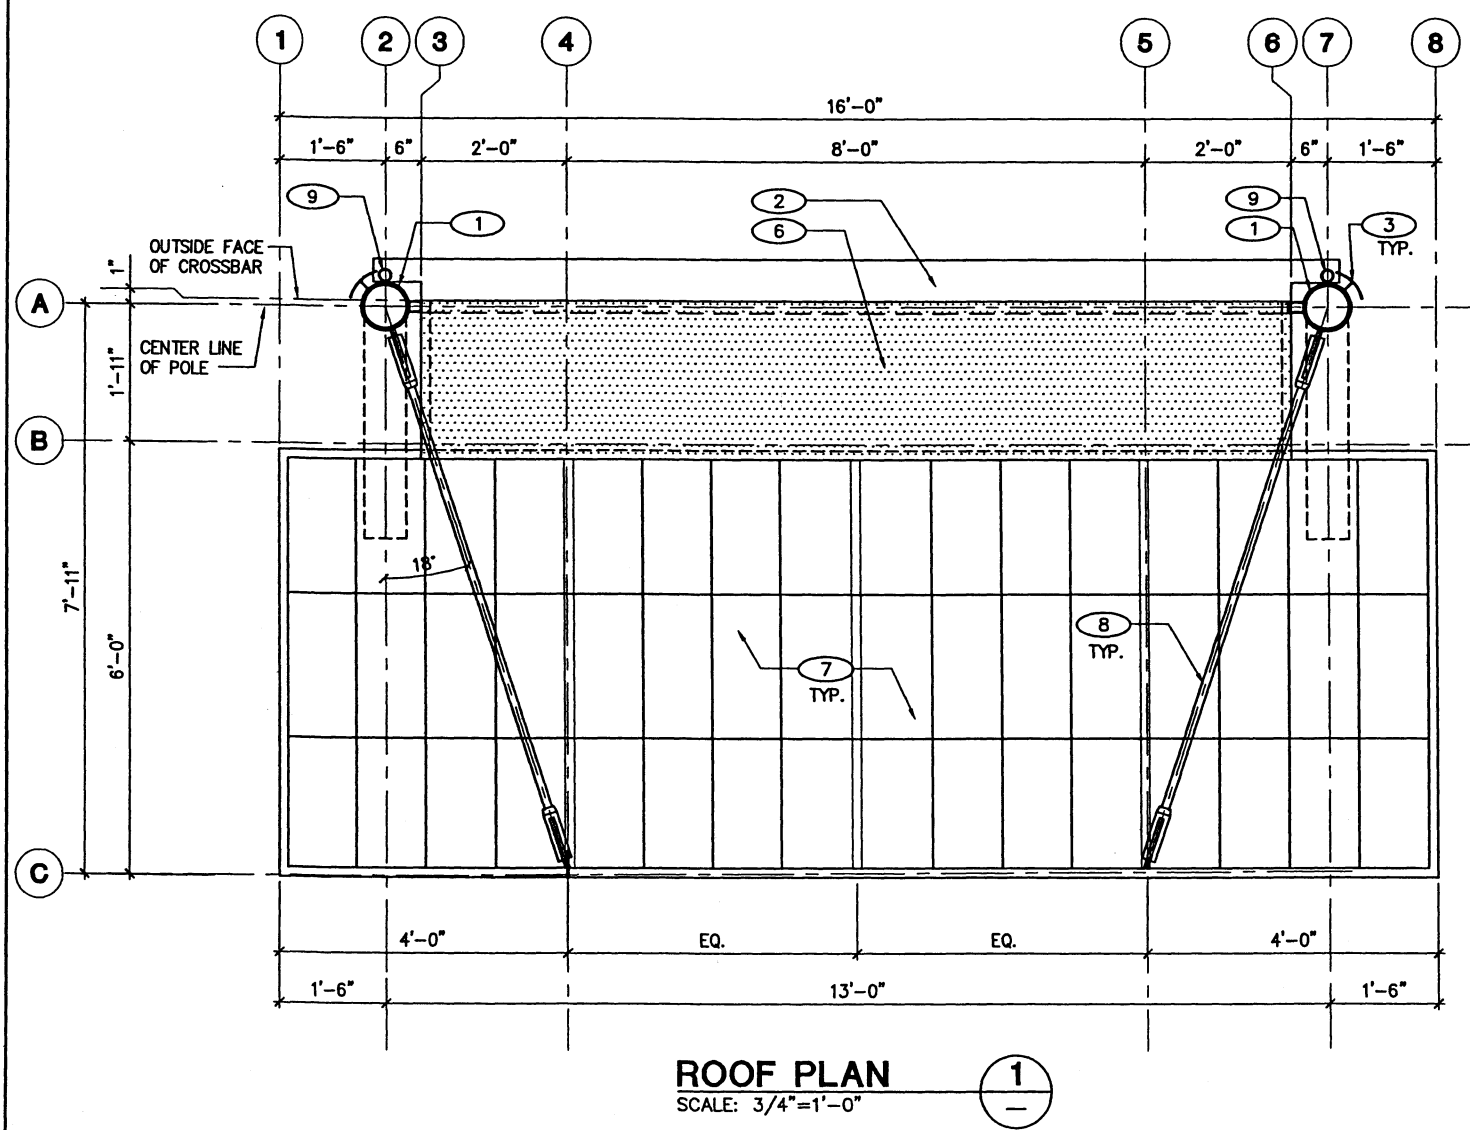 1 2 3 4 5 6 7 8
16'-0"
1'-6" 6" 2'-0" 8'-0" 2'-0" 6" 1'-6"
9 1 2 6 9 1 3
TYP.
OUTSIDE FACE
OF CROSSBAR
1"
A
CENTER LINE
OF POLE
1'-11"
B
18°
7'-11"
6'-0"
8
TYP.
7
TYP.
C
4'-0" EQ. EQ. 4'-0"
1'-6" 13'-0" 1'-6"
ROOF PLAN
SCALE: 3/4"=1'-0"
1
—